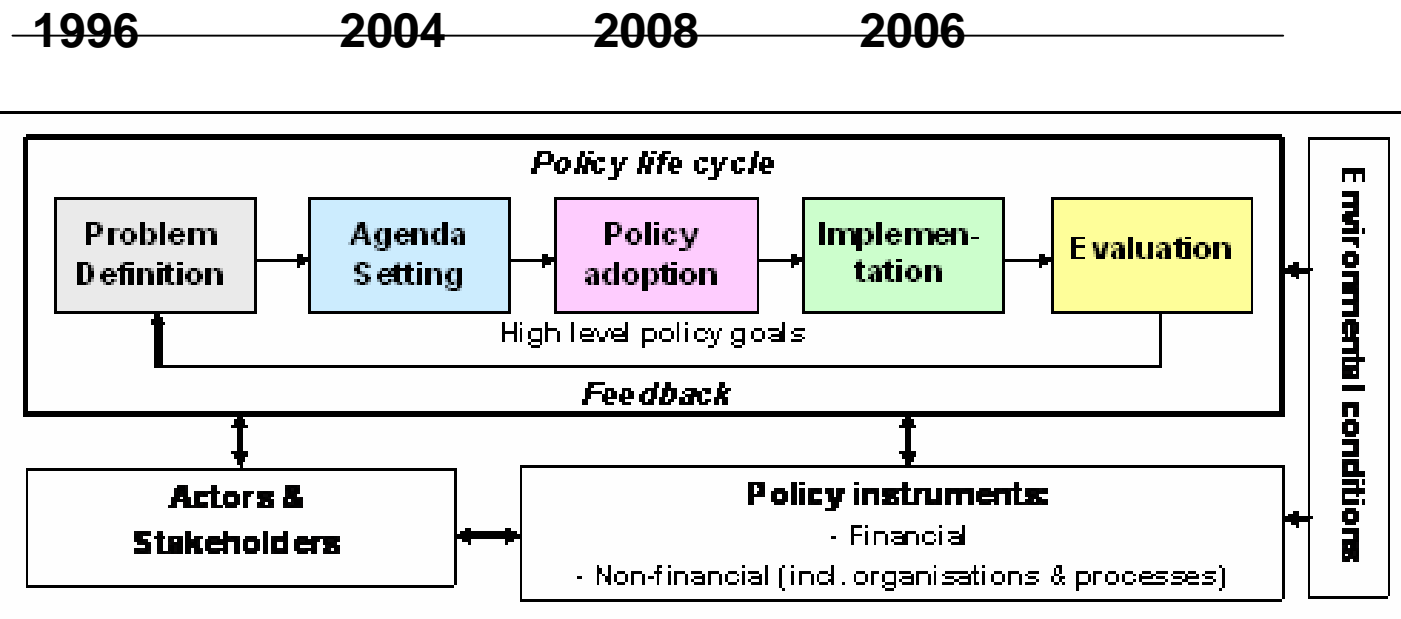 1996 2004 2008 2006
Policy life cycle
Problem
Definition
Agenda
Setting
Policy
adoption
Implemen-
tation
Evaluation
High level policy goals
Feedback
Environmental conditions
Actors &
Stakeholders
Policy instruments:
- Financial
- Non-financial (incl. organisations & processes)